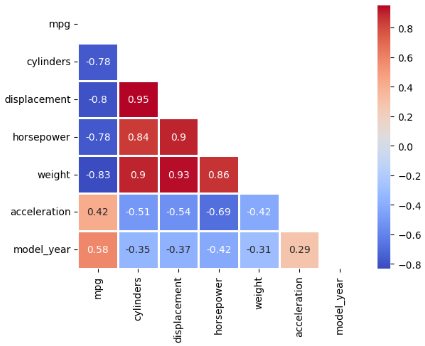 mpg
cylinders -0.78
displacement -0.8 0.95
horsepower -0.78 0.84 0.9
weight -0.83 0.9 0.93 0.86
acceleration 0.42 -0.51 -0.54 -0.69 -0.42
model_year 0.58 -0.35 -0.37 -0.42 -0.31 0.29
mpg cylinders displacement horsepower weight acceleration model_year
0.8
0.6
0.4
0.2
0.0
−0.2
−0.4
−0.6
−0.8